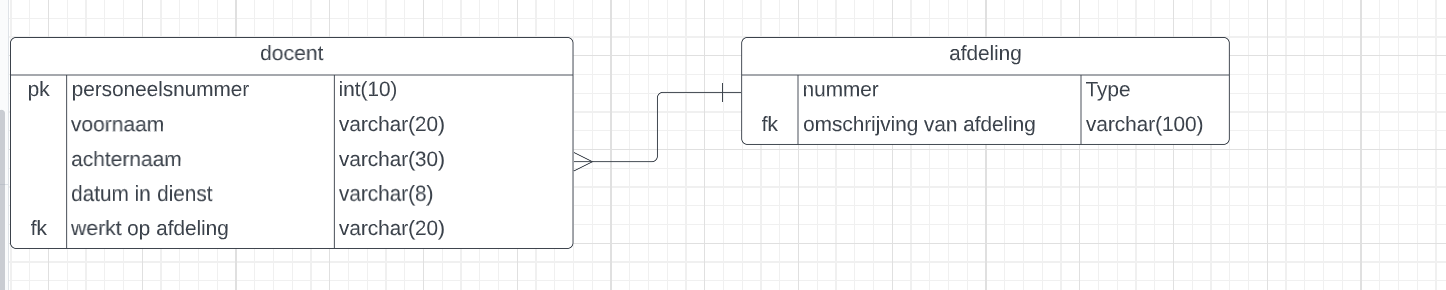 docent
pk personeelsnummer int(10)
voornaam varchar(20)
achternaam varchar(30)
datum in dienst varchar(8)
fk werkt op afdeling varchar(20)
afdeling
nummer Type
fk omschrijving van afdeling varchar(100)